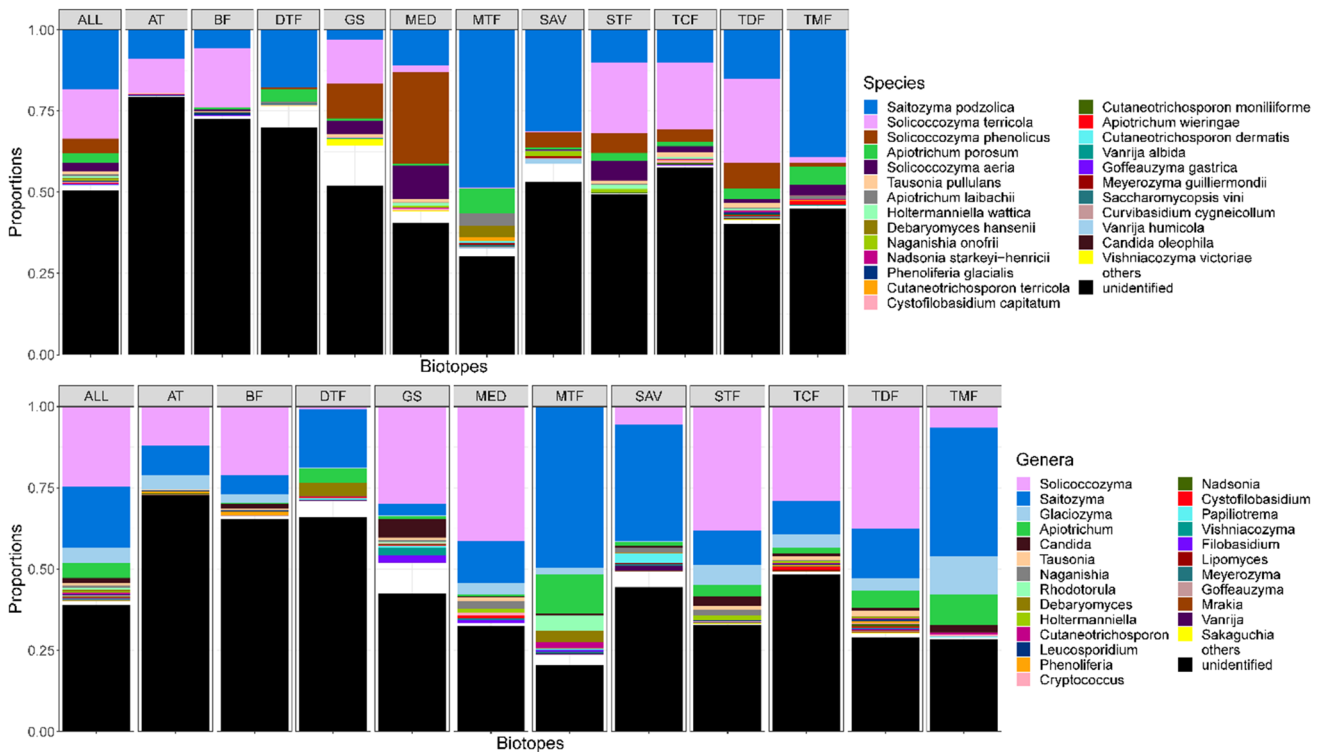 ALL AT BF DTF GS MED MTF SAV STF TCF TDF TMF
1.00
0.75
0.50
0.25
0.00
Proportions
Biotopes
Species
Saitozyma podzolica
Solicoccozyma terricola
Solicoccozyma phenolicus
Apiotrichum porosum
Solicoccozyma aeria
Tausonia pullulans
Apiotrichum laibachii
Holtermanniella wattica
Debaryomyces hansenii
Naganishia onofrii
Nadsonia starkeyi-henricii
Phenoliferia glacialis
Cutaneotrichosporon terricola
Cystofilobasidium capitatum
Cutaneotrichosporon moniliiforme
Apiotrichum wieringae
Cutaneotrichosporon dermatis
Vanrija albida
Goffeauzyma gastrica
Meyerozyma guilliermondii
Saccharomycopsis vini
Curvibasidium cygneicollum
Vanrija humicola
Candida oleophila
Vishniacozyma victoriae
others
unidentified
ALL AT BF DTF GS MED MTF SAV STF TCF TDF TMF
1.00
0.75
0.50
0.25
0.00
Proportions
Biotopes
Genera
Solicoccozyma
Saitozyma
Glaciozyma
Apiotrichum
Candida
Tausonia
Naganishia
Rhodotorula
Debaryomyces
Holtermanniella
Cutaneotrichosporon
Leucosporidium
Phenoliferia
Cryptococcus
Nadsonia
Cystofilobasidium
Papiliotrema
Vishniacozyma
Filobasidium
Lipomyces
Meyerozyma
Goffeauzyma
Mrakia
Vanrija
Sakaguchia
others
unidentified